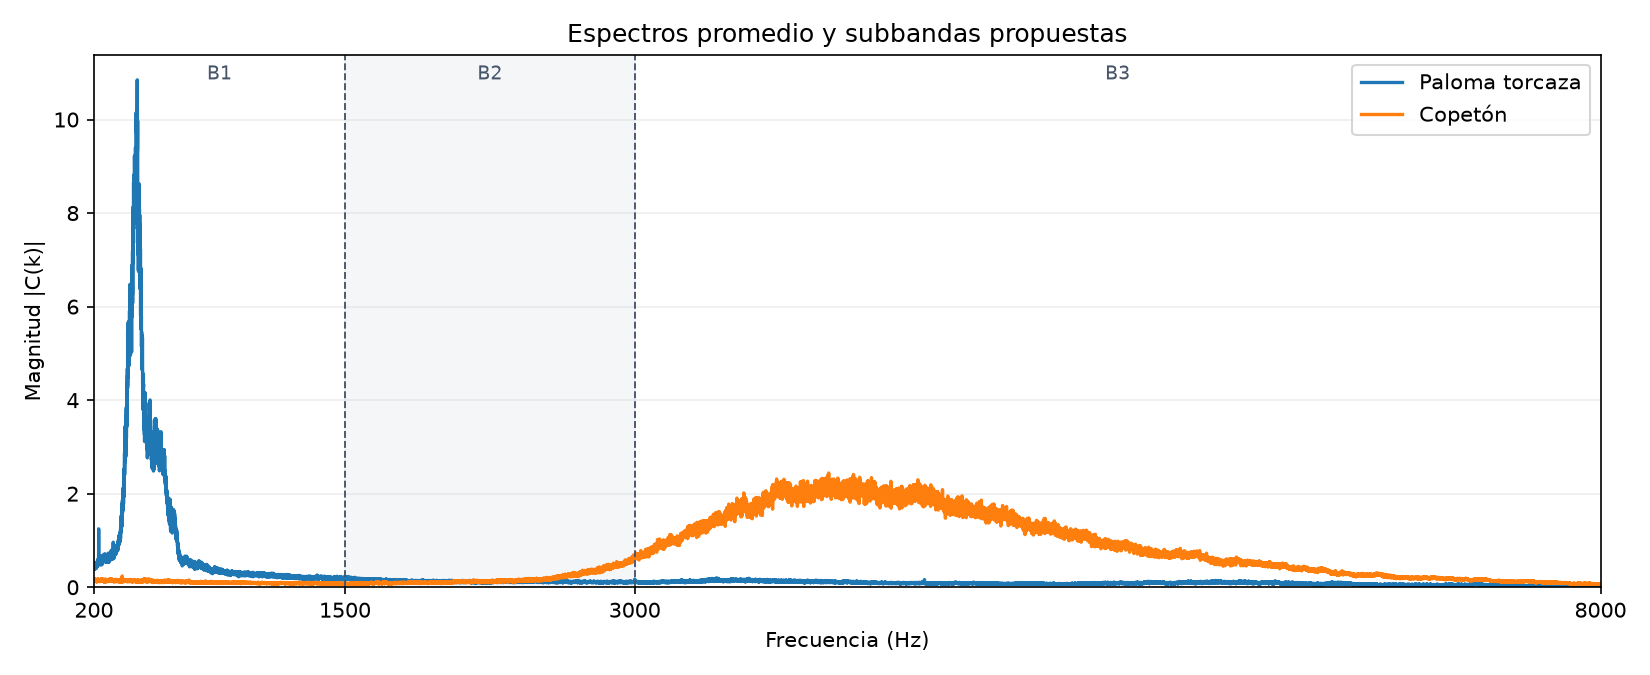 Espectros promedio y subbandas propuestas
B1
B2
B3
Paloma torcaza
Copetón
Magnitud |C(k)|
10
8
6
4
2
0
200
1500
3000
8000
Frecuencia (Hz)